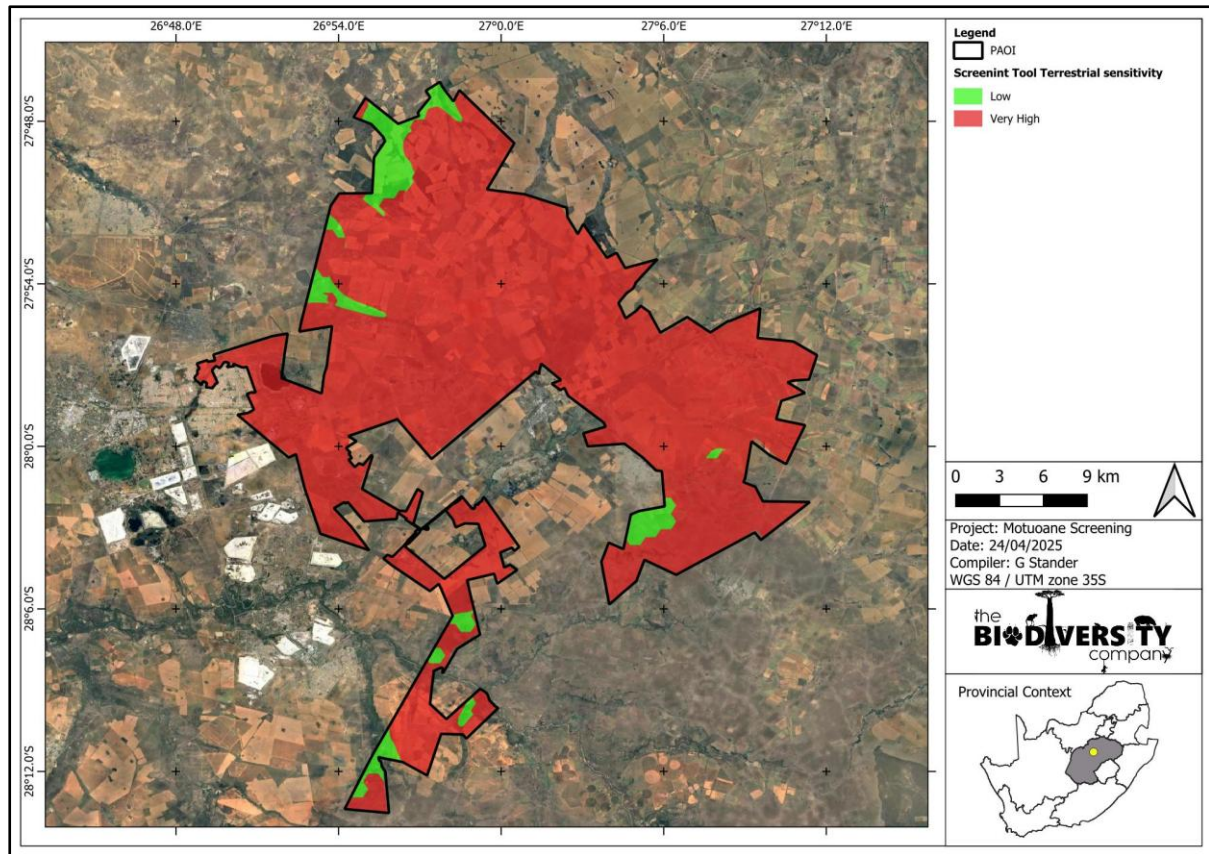 26°48.0'E 26°54.0'E 27°0.0'E 27°6.0'E 27°12.0'E
27°48.0'S
27°54.0'S
28°0.0'S
28°6.0'S
28°12.0'S
Legend
PAOI
Screenint Tool Terrestrial sensitivity
Low
Very High
0 3 6 9 km
Project: Motuoane Screening
Date: 24/04/2025
Compiler: G Stander
WGS 84 / UTM zone 35S
the
BIODIVERSITY
company
Provincial Context